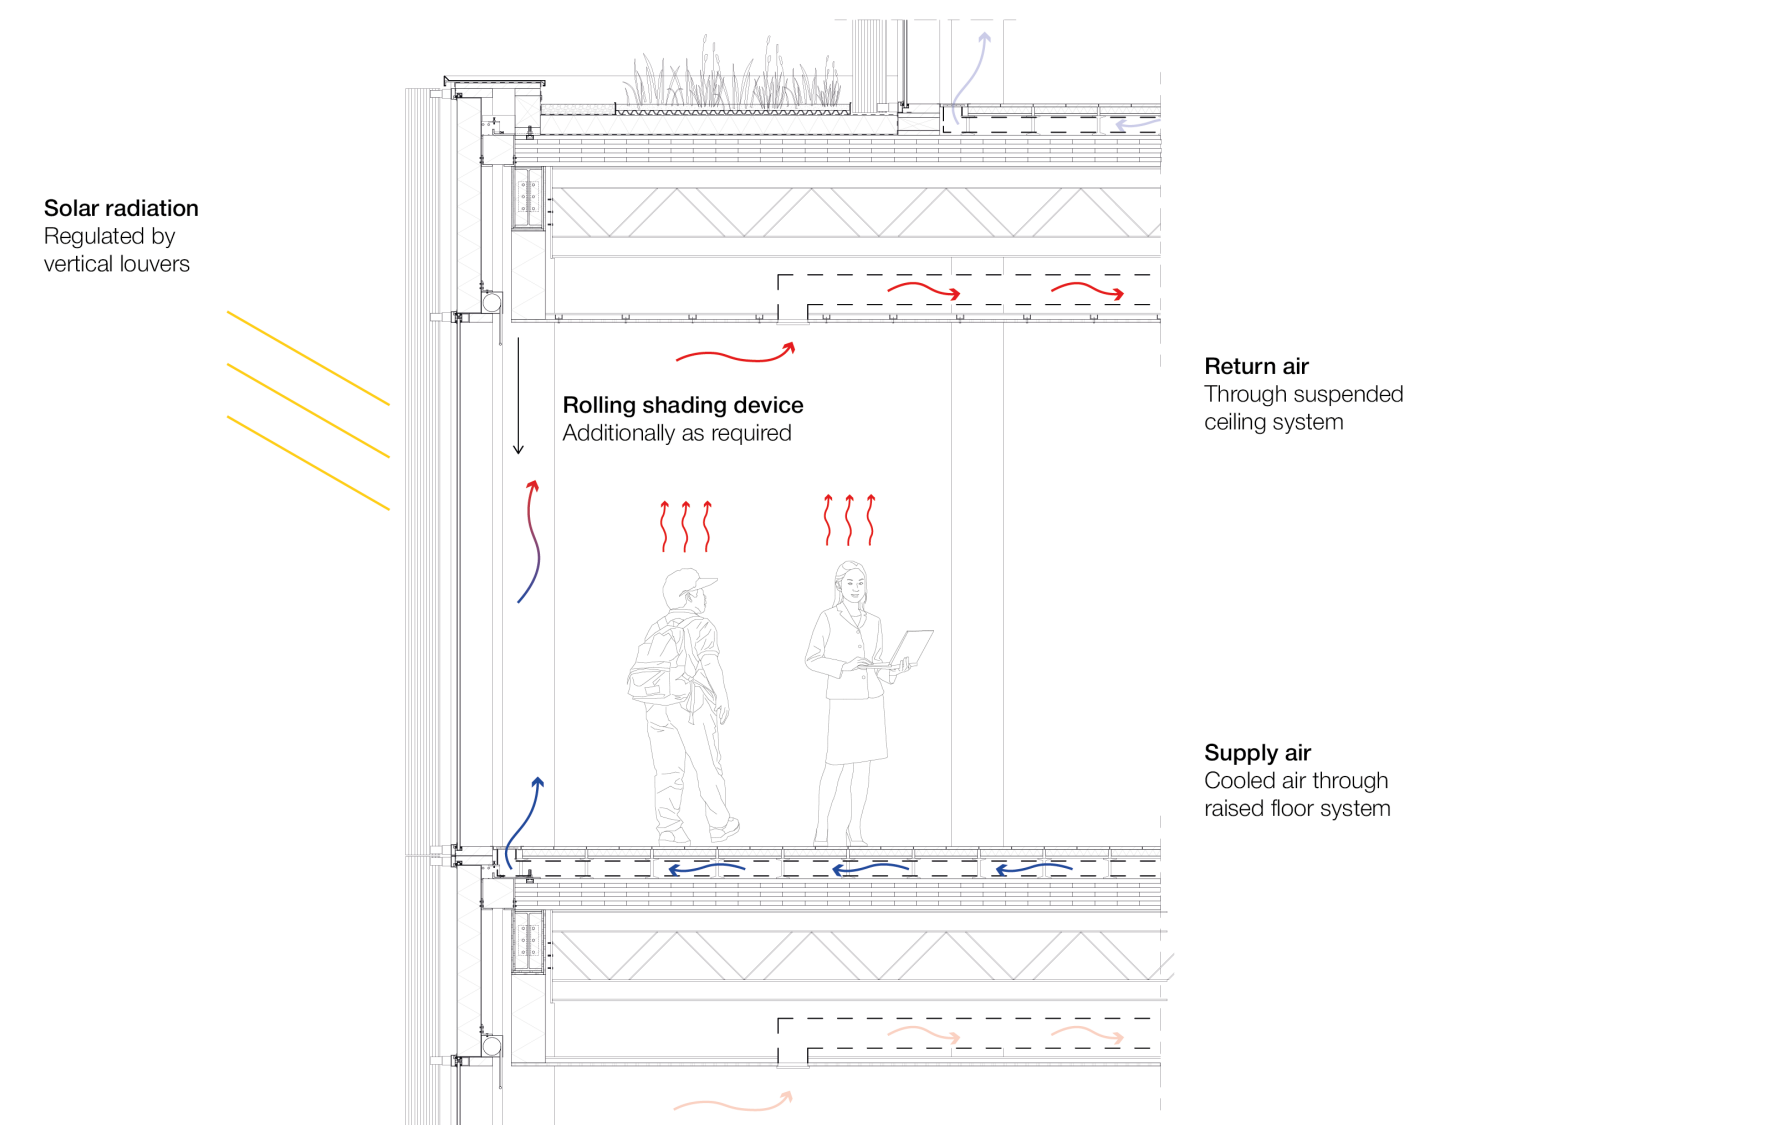 Solar radiation
Regulated by
vertical louvers
Rolling shading device
Additionally as required
Return air
Through suspended
ceiling system
Supply air
Cooled air through
raised floor system